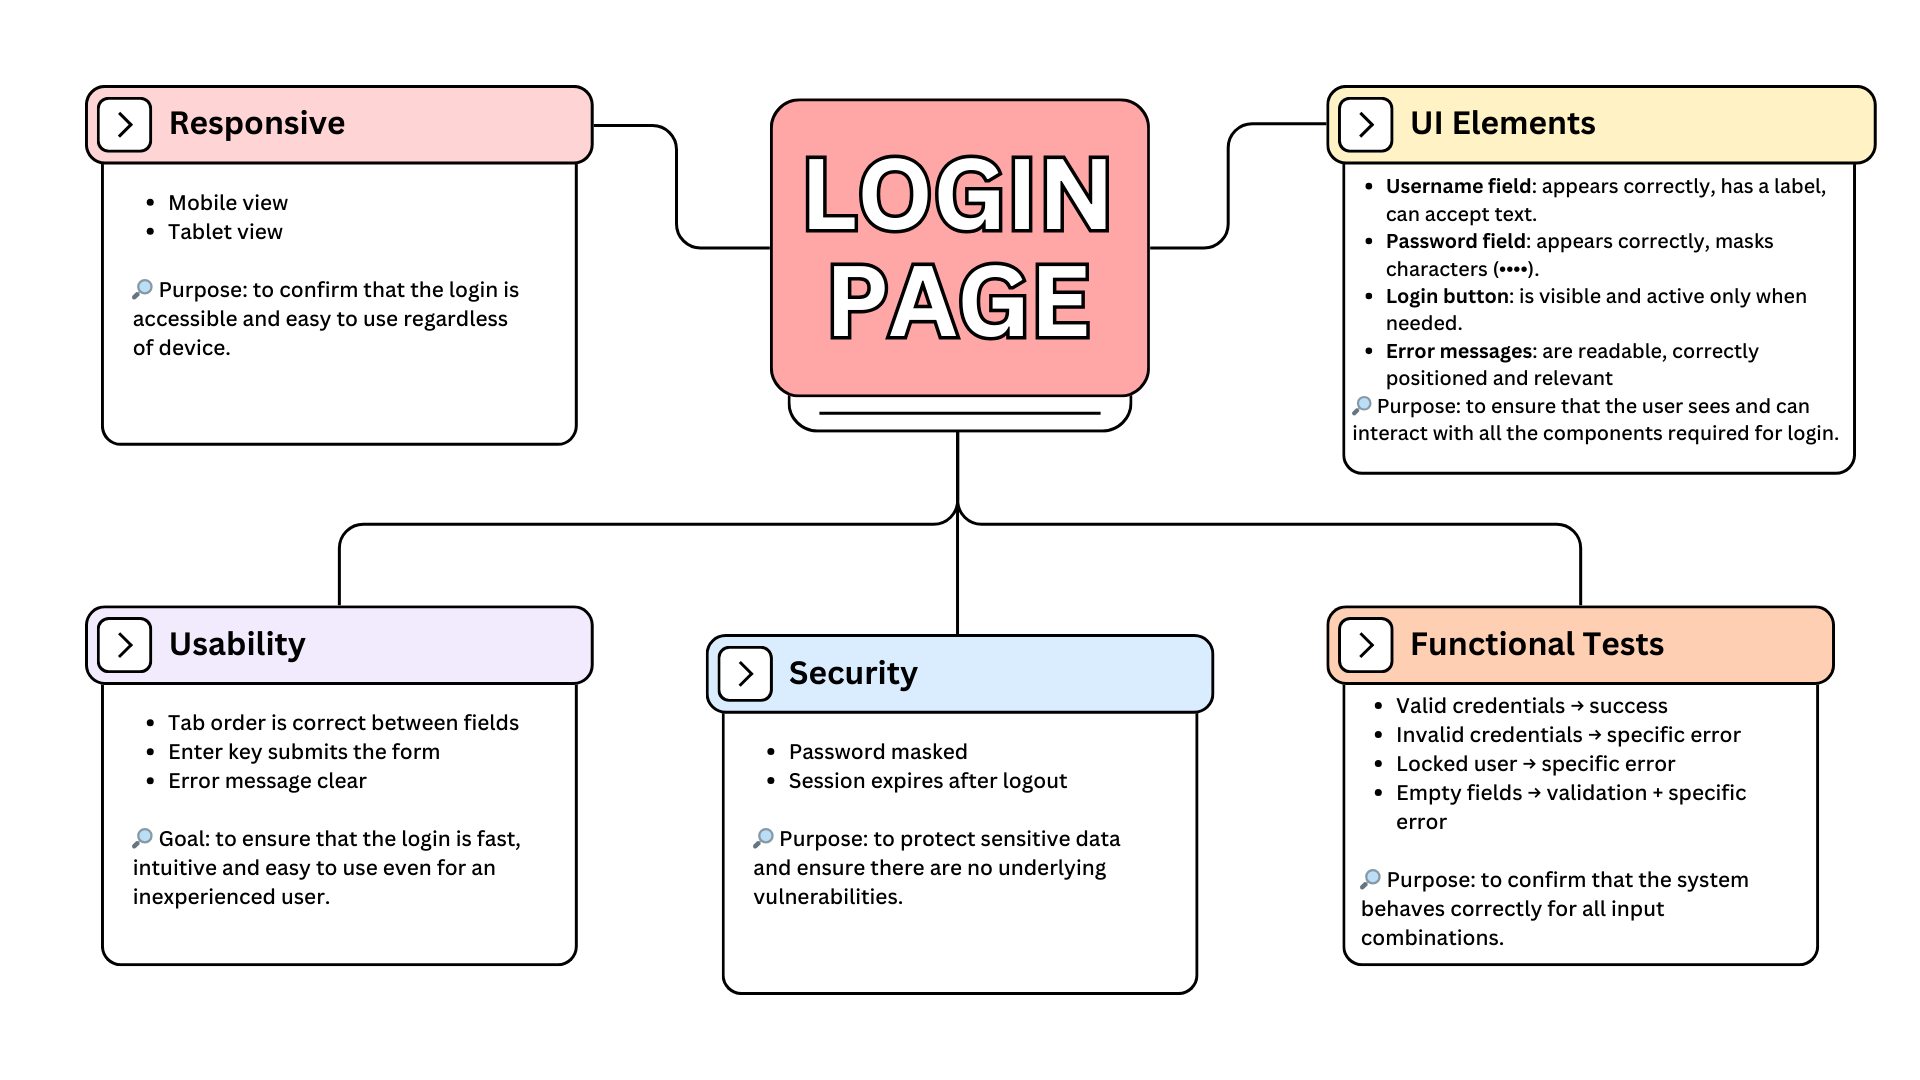 LOGIN
PAGE
Responsive
• Mobile view
• Tablet view
🔎 Purpose: to confirm that the login is
accessible and easy to use regardless
of device.
UI Elements
• Username field: appears correctly, has a label,
can accept text.
• Password field: appears correctly, masks
characters (••••).
• Login button: is visible and active only when
needed.
• Error messages: are readable, correctly
positioned and relevant
🔎 Purpose: to ensure that the user sees and can
interact with all the components required for login.
Usability
• Tab order is correct between fields
• Enter key submits the form
• Error message clear
🔎 Goal: to ensure that the login is fast,
intuitive and easy to use even for an
inexperienced user.
Security
• Password masked
• Session expires after logout
🔎 Purpose: to protect sensitive data
and ensure there are no underlying
vulnerabilities.
Functional Tests
• Valid credentials → success
• Invalid credentials → specific error
• Locked user → specific error
• Empty fields → validation + specific
error
🔎 Purpose: to confirm that the system
behaves correctly for all input
combinations.